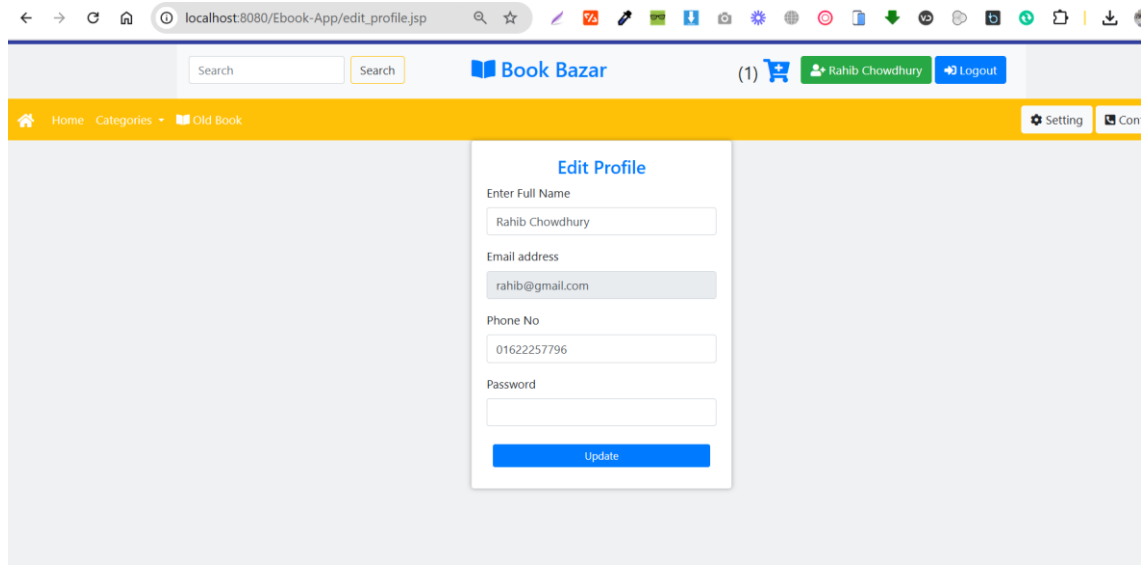 localhost:8080/Ebook-App/edit_profile.jsp
Search Search Book Bazar (1) Rahib Chowdhury Logout
Home Categories Old Book Setting
Edit Profile
Enter Full Name
Rahib Chowdhury
Email address
rahib@gmail.com
Phone No
01622257796
Password
Update